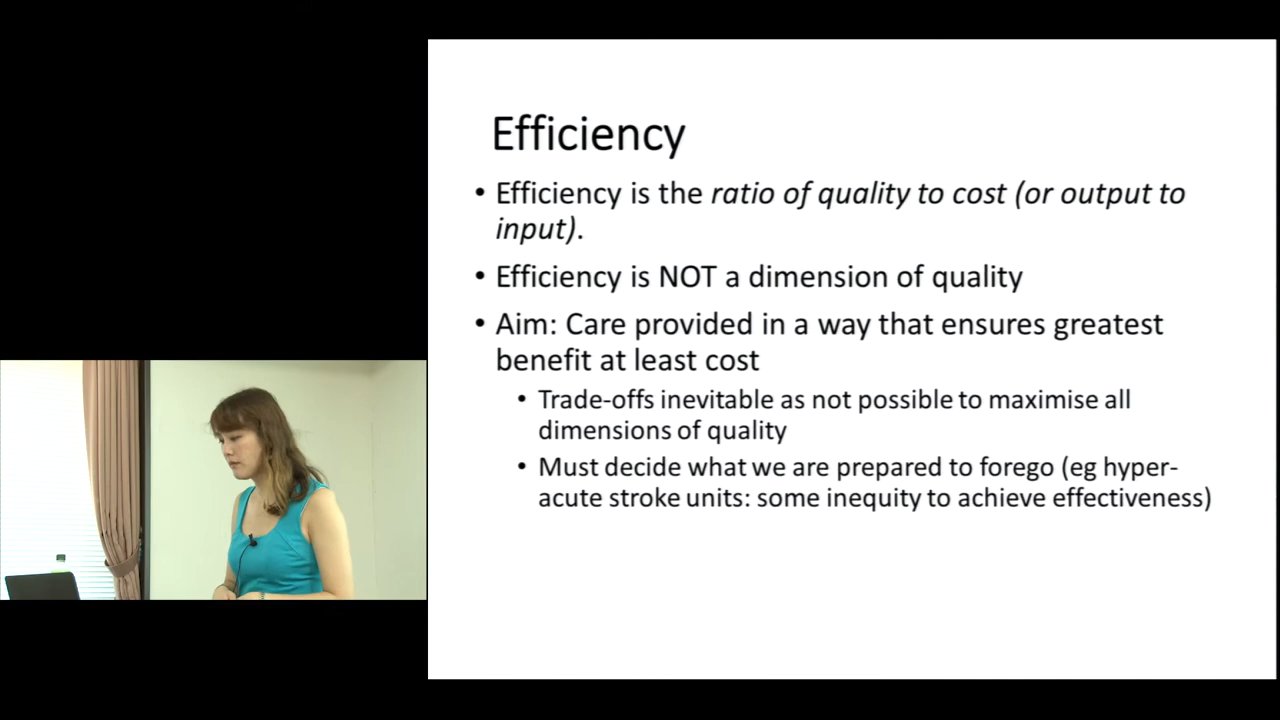 Efficiency
• Efficiency is the ratio of quality to cost (or output to
input).
• Efficiency is NOT a dimension of quality
• Aim: Care provided in a way that ensures greatest
benefit at least cost
• Trade-offs inevitable as not possible to maximise all
dimensions of quality
• Must decide what we are prepared to forego (eg hyper-
acute stroke units: some inequity to achieve effectiveness)